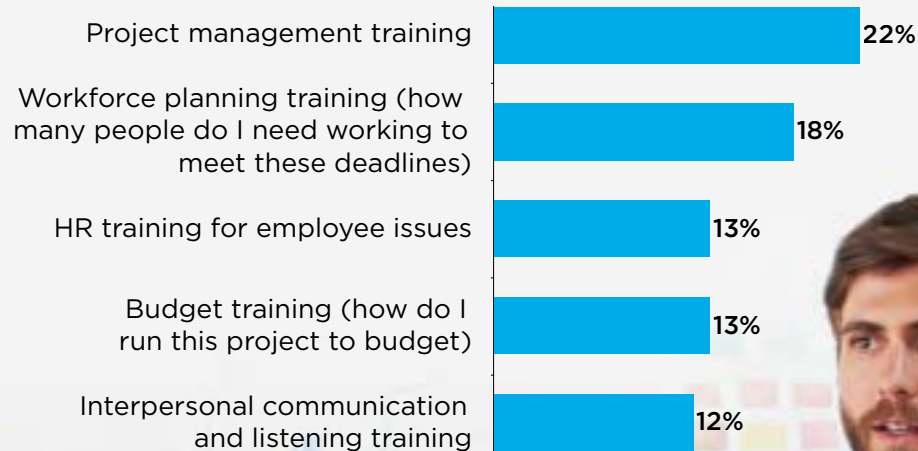 Project management training
22%
Workforce planning training (how
many people do I need working to
meet these deadlines)
18%
HR training for employee issues
13%
Budget training (how do I
run this project to budget)
13%
Interpersonal communication
and listening training
12%